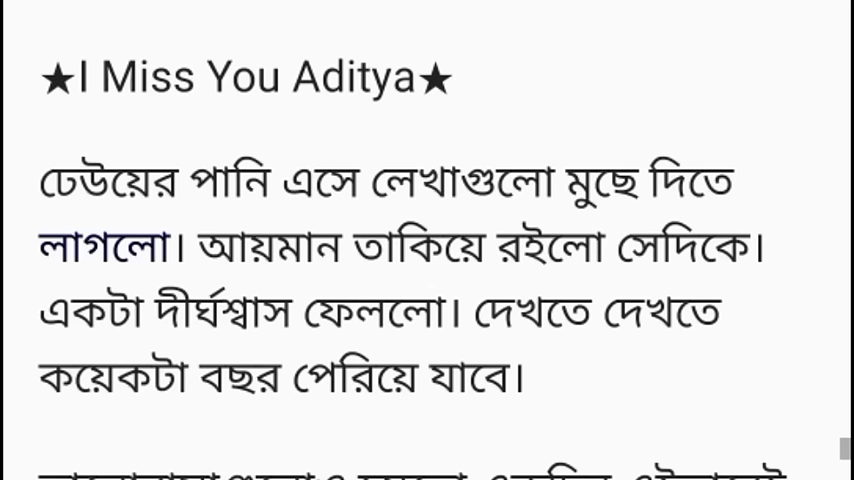 ★I Miss You Aditya★
ঢেউয়ের পানি এসে লেখাগুলো মুছে দিতে
লাগলো। আয়মান তাকিয়ে রইলো সেদিকে।
একটা দীর্ঘশ্বাস ফেললো। দেখতে দেখতে
কয়েকটা বছর পেরিয়ে যাবে।